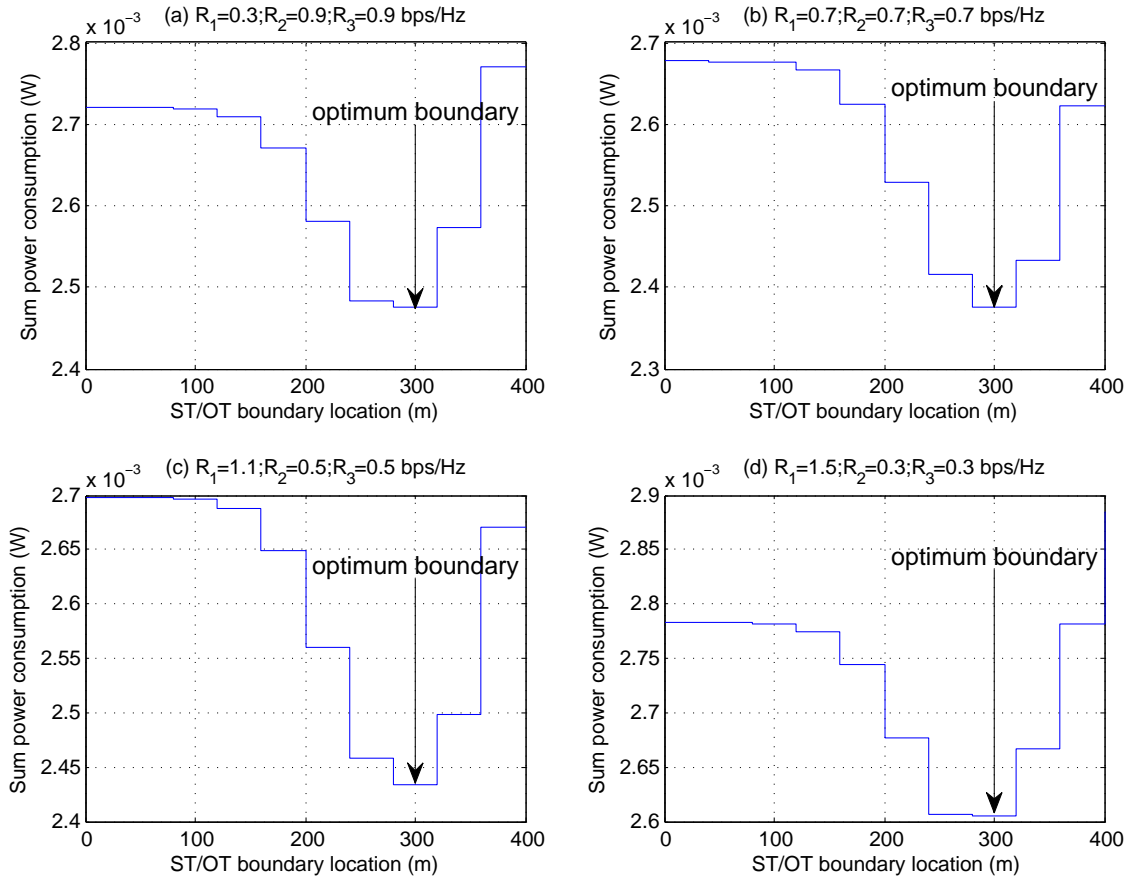 (a) R₁=0.3;R₂=0.9;R₃=0.9 bps/Hz
x 10⁻³
2.8
2.7
2.6
2.5
2.4
Sum power consumption (W)
optimum boundary
0 100 200 300 400
ST/OT boundary location (m)
(b) R₁=0.7;R₂=0.7;R₃=0.7 bps/Hz
x 10⁻³
2.7
2.6
2.5
2.4
2.3
Sum power consumption (W)
optimum boundary
0 100 200 300 400
ST/OT boundary location (m)
(c) R₁=1.1;R₂=0.5;R₃=0.5 bps/Hz
x 10⁻³
2.7
2.65
2.6
2.55
2.5
2.45
2.4
Sum power consumption (W)
optimum boundary
0 100 200 300 400
ST/OT boundary location (m)
(d) R₁=1.5;R₂=0.3;R₃=0.3 bps/Hz
x 10⁻³
2.9
2.85
2.8
2.75
2.7
2.65
2.6
Sum power consumption (W)
optimum boundary
0 100 200 300 400
ST/OT boundary location (m)